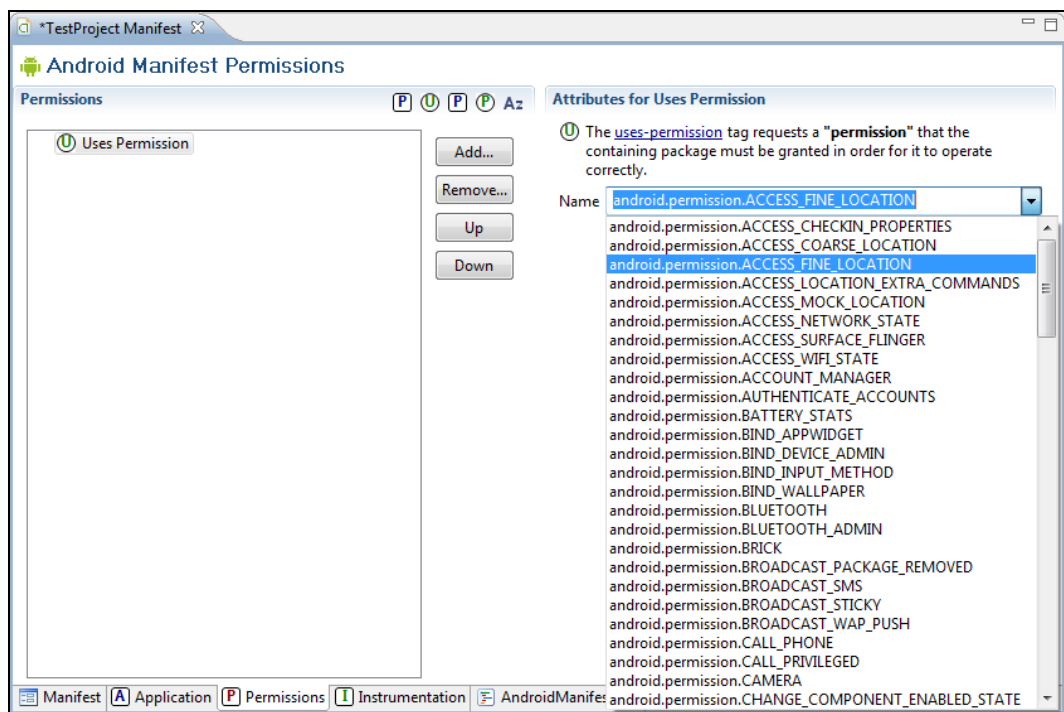 *TestProject Manifest
Android Manifest Permissions
Permissions
P U P P Az
U Uses Permission
Add...
Remove...
Up
Down
Attributes for Uses Permission
U The uses-permission tag requests a "permission" that the
containing package must be granted in order for it to operate
correctly.
Name android.permission.ACCESS_FINE_LOCATION
android.permission.ACCESS_CHECKIN_PROPERTIES
android.permission.ACCESS_COARSE_LOCATION
android.permission.ACCESS_FINE_LOCATION
android.permission.ACCESS_LOCATION_EXTRA_COMMANDS
android.permission.ACCESS_MOCK_LOCATION
android.permission.ACCESS_NETWORK_STATE
android.permission.ACCESS_SURFACE_FLINGER
android.permission.ACCESS_WIFI_STATE
android.permission.ACCOUNT_MANAGER
android.permission.AUTHENTICATE_ACCOUNTS
android.permission.BATTERY_STATS
android.permission.BIND_APPWIDGET
android.permission.BIND_DEVICE_ADMIN
android.permission.BIND_INPUT_METHOD
android.permission.BIND_WALLPAPER
android.permission.BLUETOOTH
android.permission.BLUETOOTH_ADMIN
android.permission.BRICK
android.permission.BROADCAST_PACKAGE_REMOVED
android.permission.BROADCAST_SMS
android.permission.BROADCAST_STICKY
android.permission.BROADCAST_WAP_PUSH
android.permission.CALL_PHONE
android.permission.CALL_PRIVILEGED
android.permission.CAMERA
android.permission.CHANGE_COMPONENT_ENABLED_STATE
Manifest A Application P Permissions I Instrumentation AndroidManifes